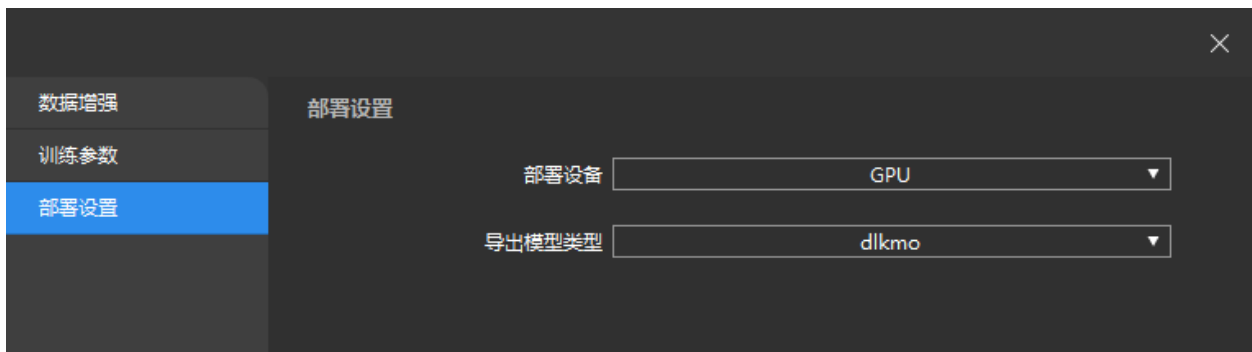 数据增强
训练参数
部署设置
部署设置
部署设备 GPU
导出模型类型 dlkmo